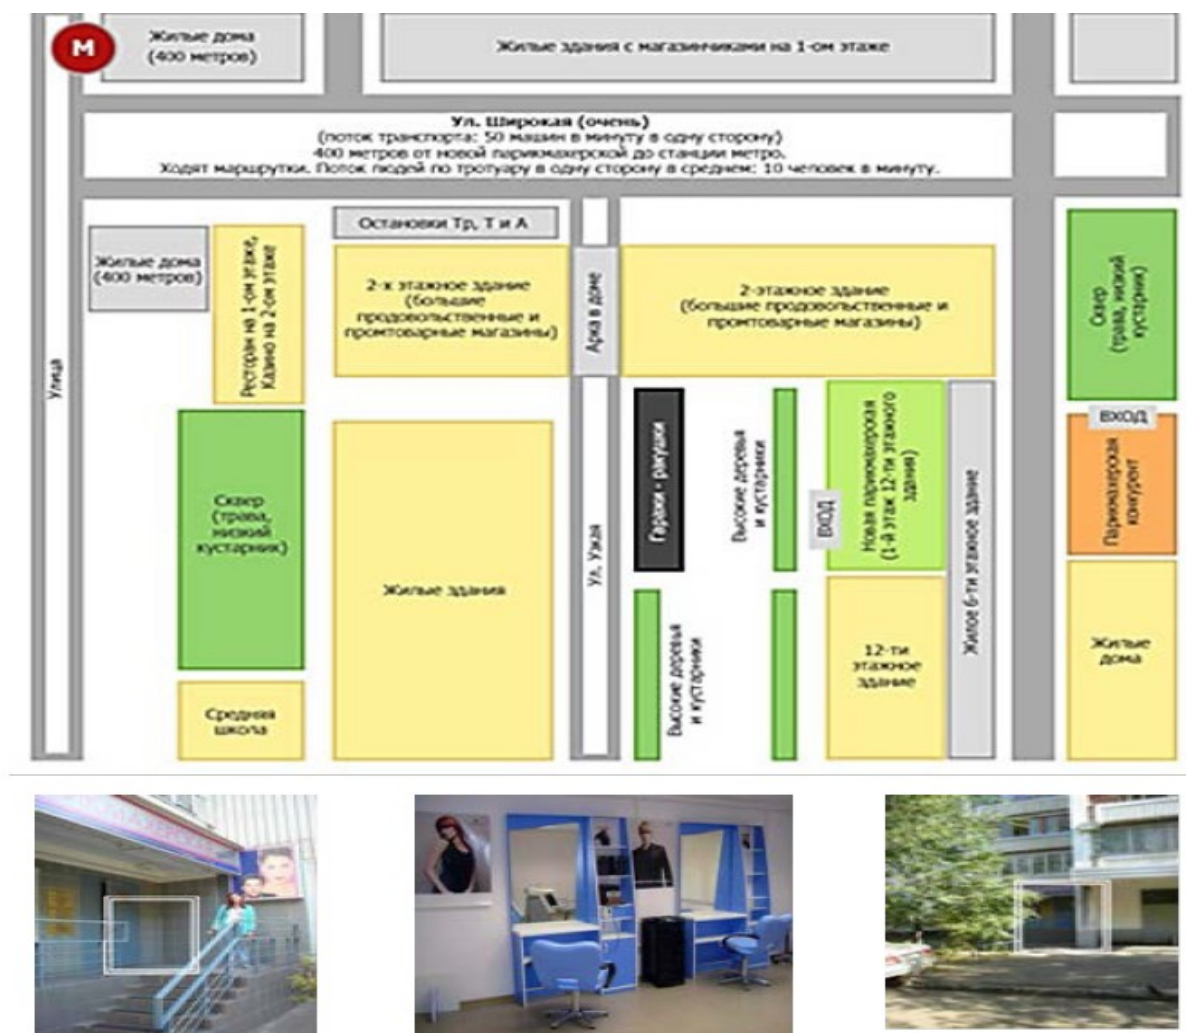 М
Жилые дома
(400 метров)
Жилые здания с магазинчиками на 1-ом этаже
Ул. Широкая (очень)
(поток транспорта: 50 машин в минуту в одну сторону)
400 метров от новой парикмахерской до станции метро.
Ходят маршрутки. Поток людей по тротуару в одну сторону в среднем: 10 человек в минуту.
Улица
Жилые дома
(400 метров)
Ресторан на 1-ом этаже,
Казино на 2-ом этаже
Остановки Тр, Т и А
2-х этажное здание
(большие
продовольственные и
промтоварные магазины)
Арка в доме
2-этажное здание
(большие продовольственные и
промтоварные магазины)
Сквер
(трава, низкий
кустарник)
Сквер
(трава,
низкий
кустарник)
Средняя
школа
Жилые здания
Ул. Узкая
Гаражи - ракушки
Высокие деревья
и кустарники
Высокие деревья
и кустарники
ВХОД
Новая парикмахерская
(1-й этаж 12-ти этажного
здания)
12-ти
этажное
здание
Жилое 6-ти этажное здание
ВХОД
Парикмахерская
конкурент
Жилые
дома